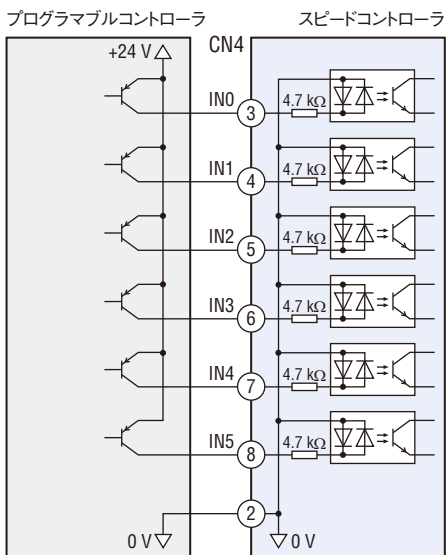 プログラマブルコントローラ
スピードコントローラ
+24 V
CN4
IN0
3
4.7 kΩ
IN1
4
4.7 kΩ
IN2
5
4.7 kΩ
IN3
6
4.7 kΩ
IN4
7
4.7 kΩ
IN5
8
4.7 kΩ
2
0 V
0 V